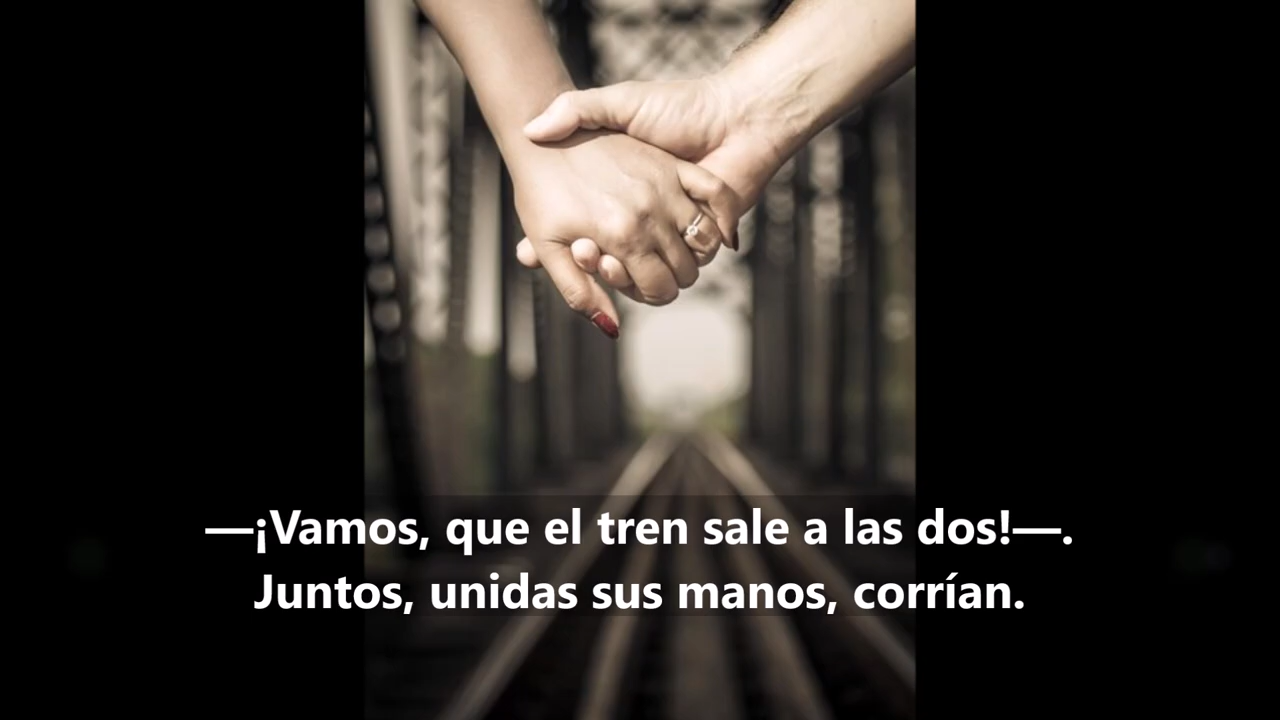 —¡Vamos, que el tren sale a las dos!—.
Juntos, unidas sus manos, corrían.